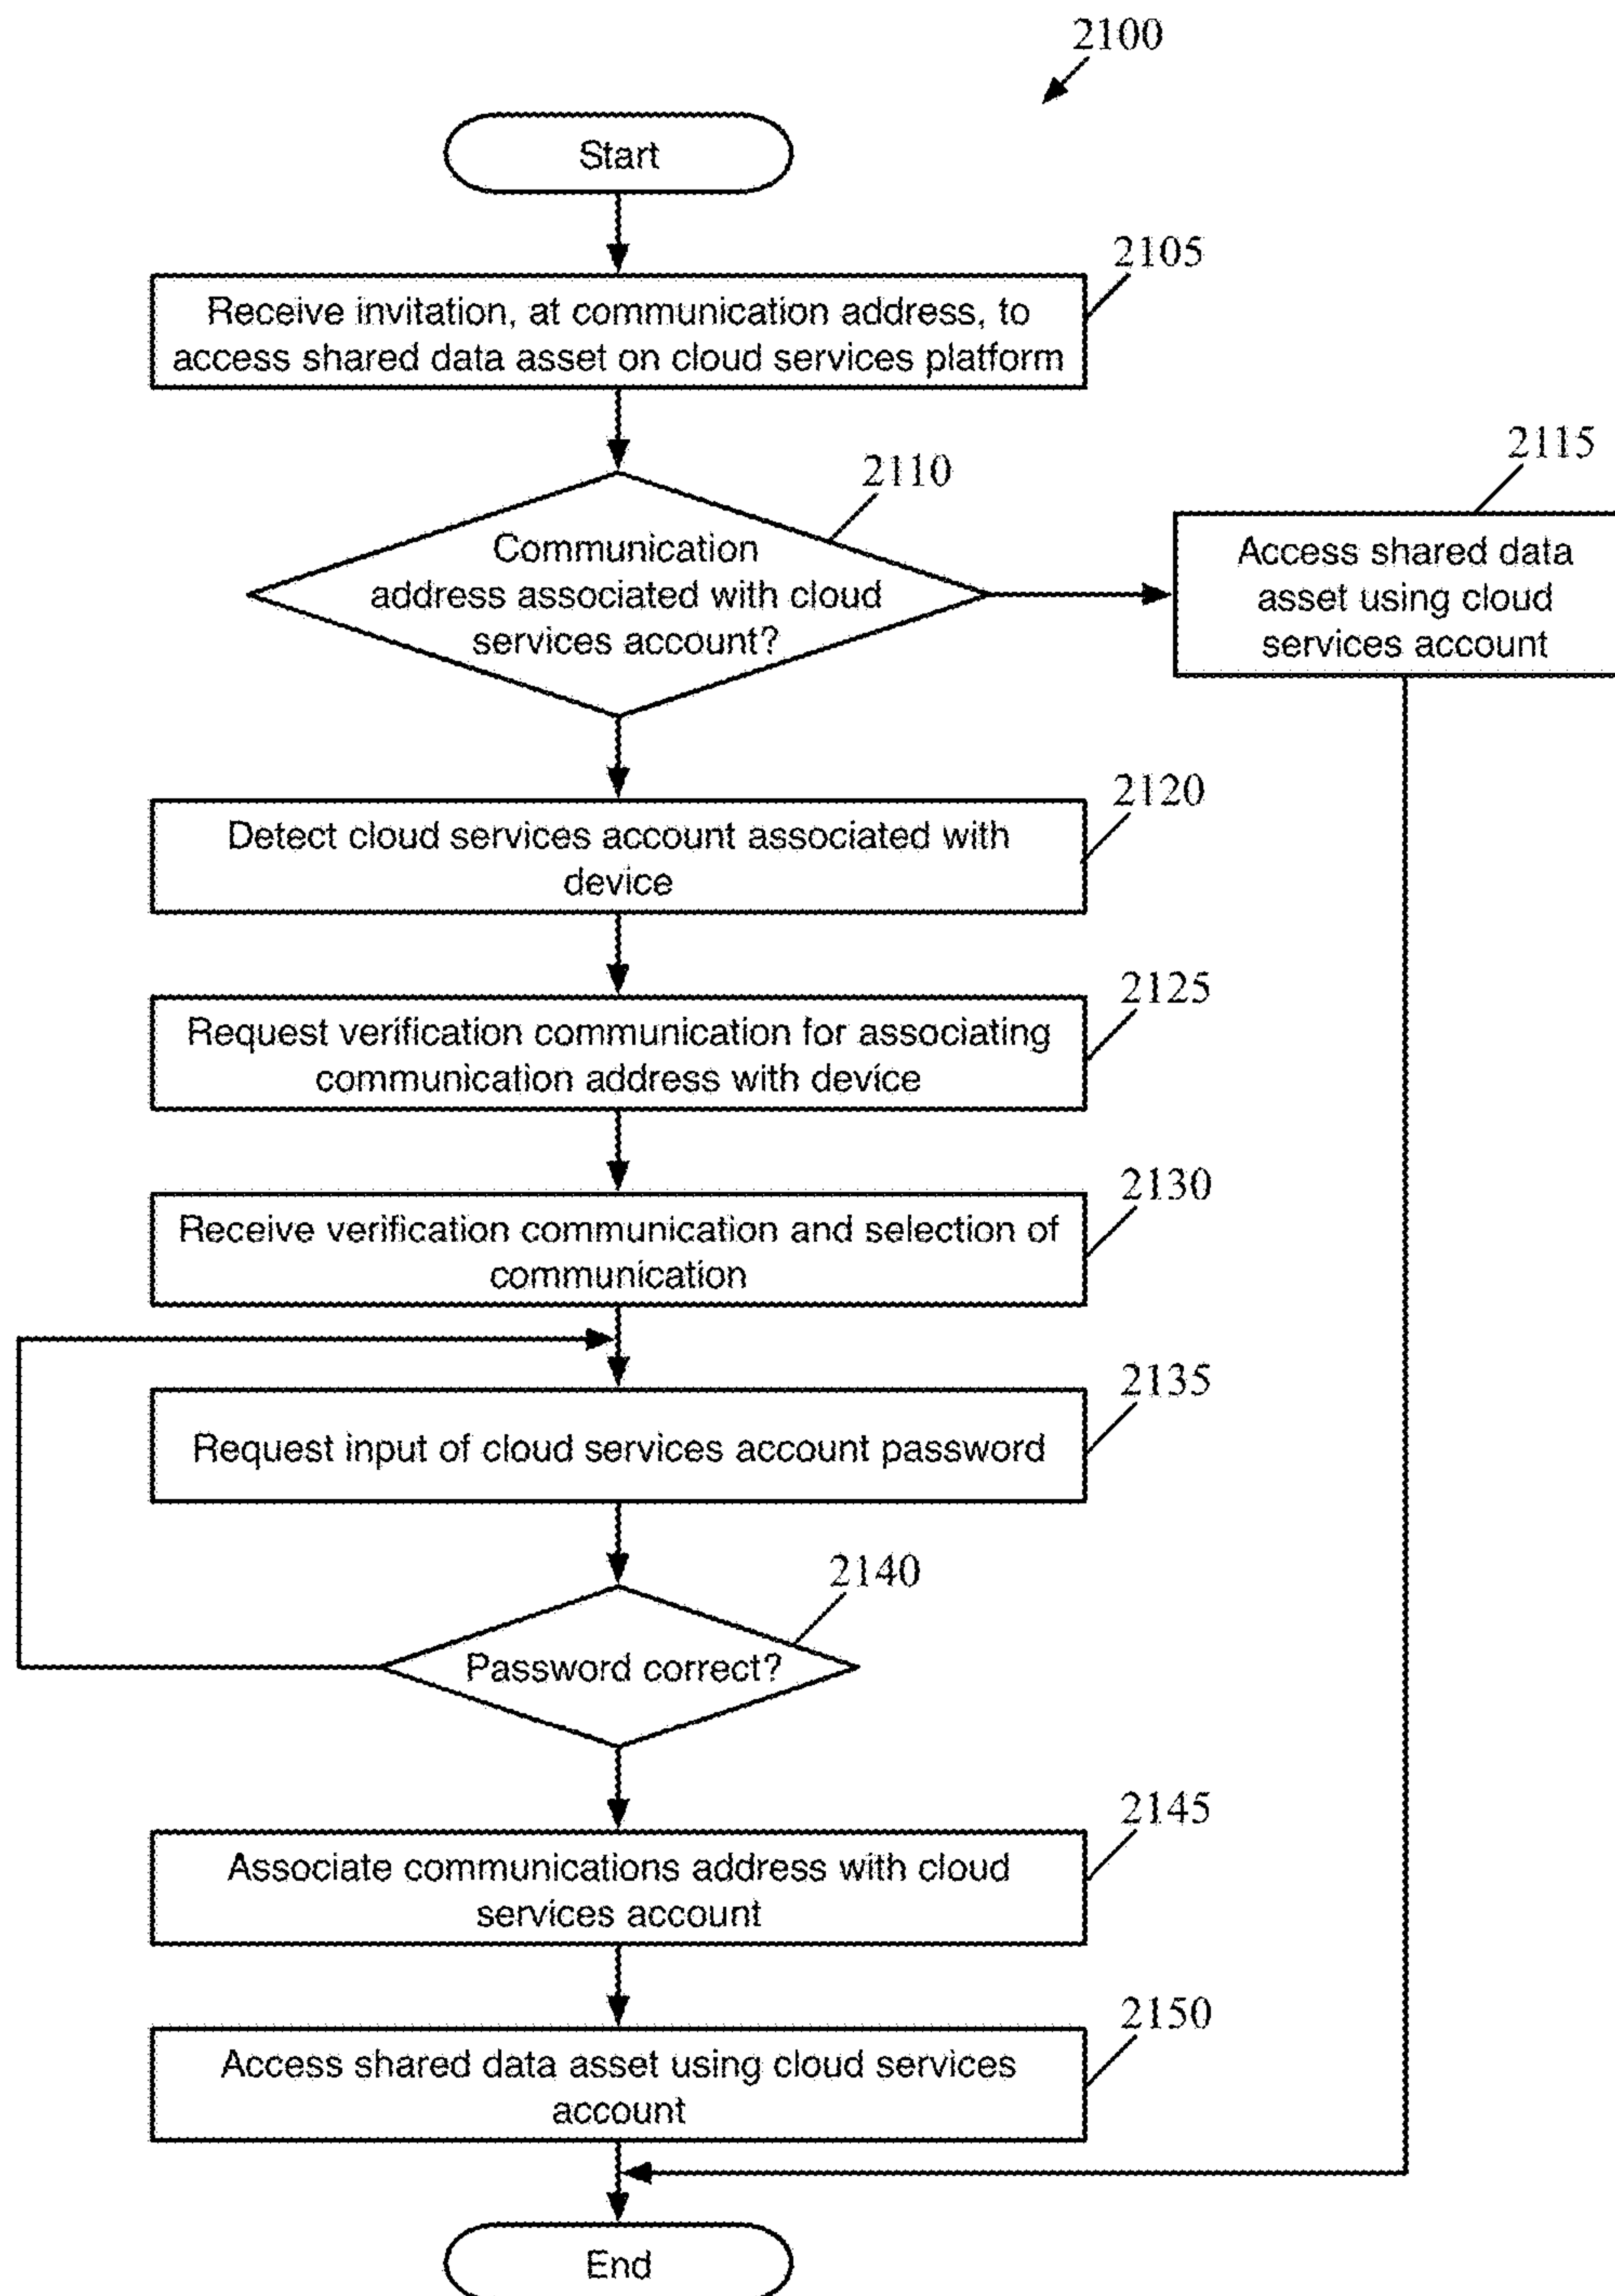 2100
Start
2105
Receive invitation, at communication address, to
access shared data asset on cloud services platform
2110
Communication
address associated with cloud
services account?
2115
Access shared data
asset using cloud
services account
2120
Detect cloud services account associated with
device
2125
Request verification communication for associating
communication address with device
2130
Receive verification communication and selection of
communication
2135
Request input of cloud services account password
2140
Password correct?
2145
Associate communications address with cloud
services account
2150
Access shared data asset using cloud services
account
End